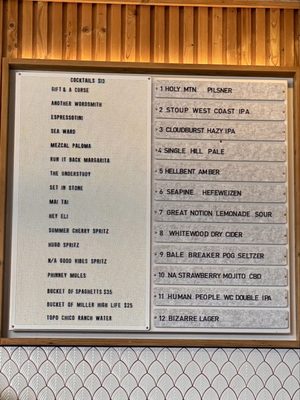 COCKTAILS $13
GIFT & A CURSE
ANOTHER WORDSMITH
ESPRESSOTINI
SEA WARD
MEZCAL PALOMA
RUN IT BACK MARGARITA
THE UNDERSTUDY
SET IN STONE
MAI TAI
HEY ELI
SUMMER CHERRY SPRITZ
HUGO SPRITZ
N/A GOOD VIBES SPRITZ
PHINNEY MULES
BUCKET OF SPAGHETTS $35
BUCKET OF MILLER HIGH LIFE $25
TOPO CHICO RANCH WATER
1 HOLY MTN. PILSNER
2 STOUP WEST COAST IPA
3 CLOUDBURST HAZY IPA
4 SINGLE HILL PALE
5 HELLBENT AMBER
6 SEAPINE HEFEWEIZEN
7 GREAT NOTION LEMONADE SOUR
8 WHITEWOOD DRY CIDER
9 BALE BREAKER POG SELTZER
10 NA STRAWBERRY MOJITO CBD
11 HUMAN PEOPLE WC DOUBLE IPA
12 BIZARRE LAGER